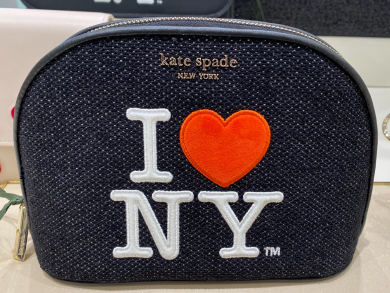 kate spade
NEW YORK
I ❤
NY™